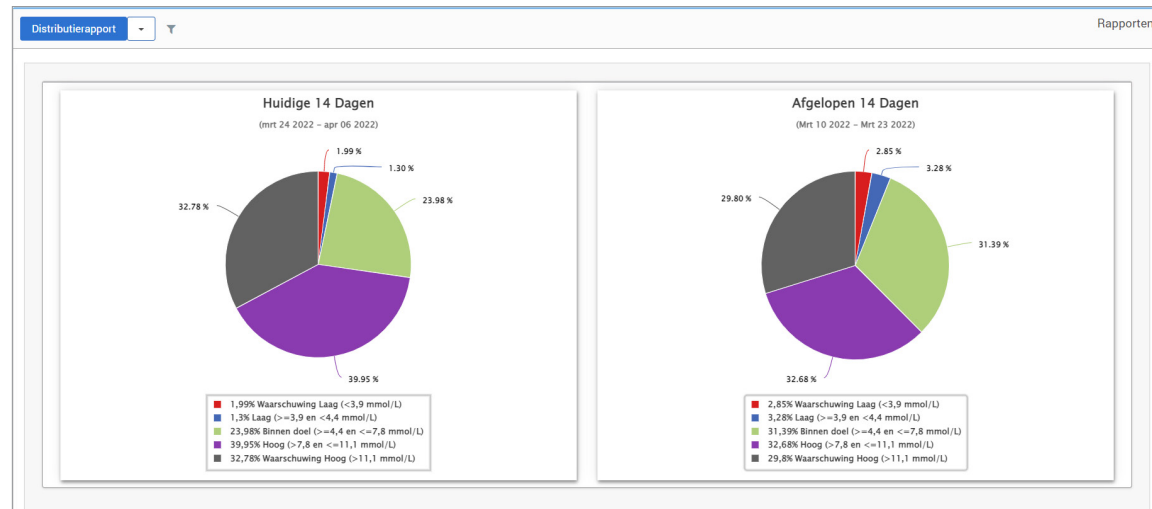 Distributierapport
Rapporten
Huidige 14 Dagen
(mrt 24 2022 – apr 06 2022)
1.99 %
1.30 %
23.98 %
32.78 %
39.95 %
1,99% Waarschuwing Laag (<3,9 mmol/L)
1,3% Laag (>=3,9 en <4,4 mmol/L)
23,98% Binnen doel (>=4,4 en <=7,8 mmol/L)
39,95% Hoog (>7,8 en <=11,1 mmol/L)
32,78% Waarschuwing Hoog (>11,1 mmol/L)
Afgelopen 14 Dagen
(Mrt 10 2022 – Mrt 23 2022)
2.85 %
3.28 %
29.80 %
31.39 %
32.68 %
2,85% Waarschuwing Laag (<3,9 mmol/L)
3,28% Laag (>=3,9 en <4,4 mmol/L)
31,39% Binnen doel (>=4,4 en <=7,8 mmol/L)
32,68% Hoog (>7,8 en <=11,1 mmol/L)
29,8% Waarschuwing Hoog (>11,1 mmol/L)